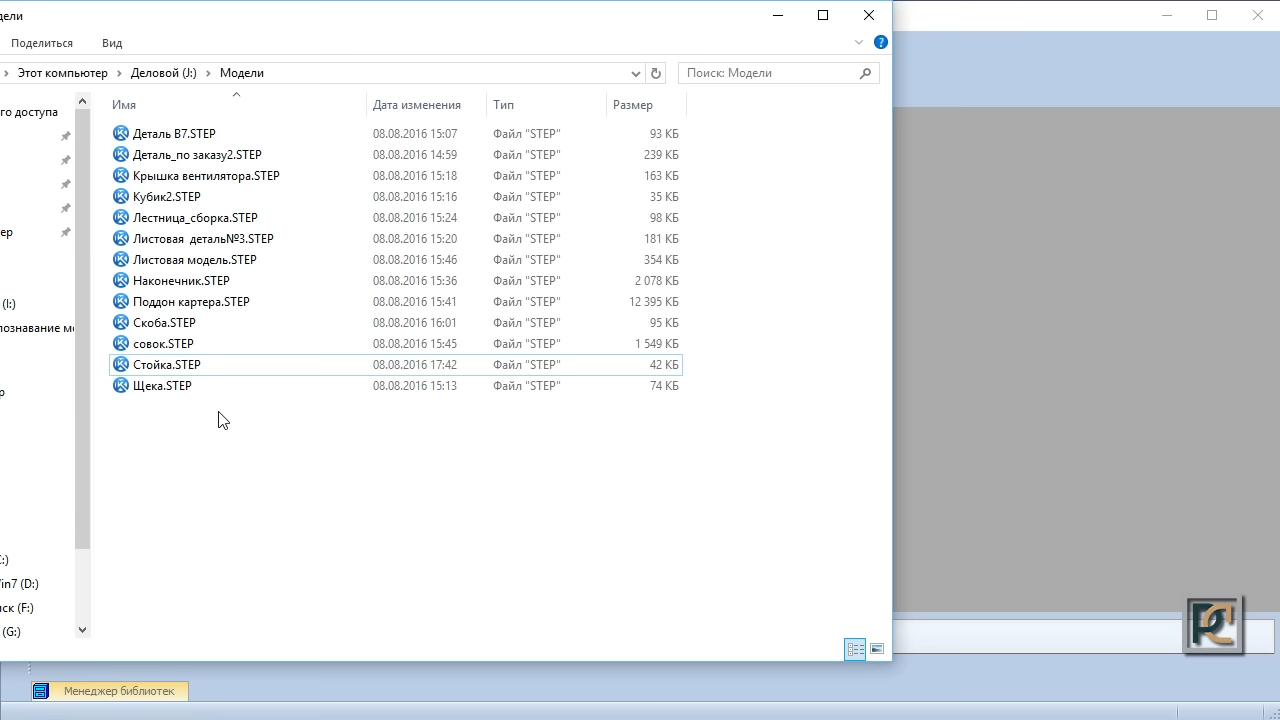 дели
Поделиться Вид
Этот компьютер Деловой (J:) Модели Поиск: Модели
Имя Дата изменения Тип Размер
го доступа
ер
(I:)
познавание мо
р
:)
in7 (D:)
ск (F:)
(G:)
Деталь В7.STEP 08.08.2016 15:07 Файл "STEP" 93 КБ
Деталь_по заказу2.STEP 08.08.2016 14:59 Файл "STEP" 239 КБ
Крышка вентилятора.STEP 08.08.2016 15:18 Файл "STEP" 163 КБ
Кубик2.STEP 08.08.2016 15:16 Файл "STEP" 35 КБ
Лестница_сборка.STEP 08.08.2016 15:24 Файл "STEP" 98 КБ
Листовая деталь№3.STEP 08.08.2016 15:20 Файл "STEP" 181 КБ
Листовая модель.STEP 08.08.2016 15:46 Файл "STEP" 354 КБ
Наконечник.STEP 08.08.2016 15:36 Файл "STEP" 2 078 КБ
Поддон картера.STEP 08.08.2016 15:41 Файл "STEP" 12 395 КБ
Скоба.STEP 08.08.2016 16:01 Файл "STEP" 95 КБ
совок.STEP 08.08.2016 15:45 Файл "STEP" 1 549 КБ
Стойка.STEP 08.08.2016 17:42 Файл "STEP" 42 КБ
Щека.STEP 08.08.2016 15:13 Файл "STEP" 74 КБ
Менеджер библиотек